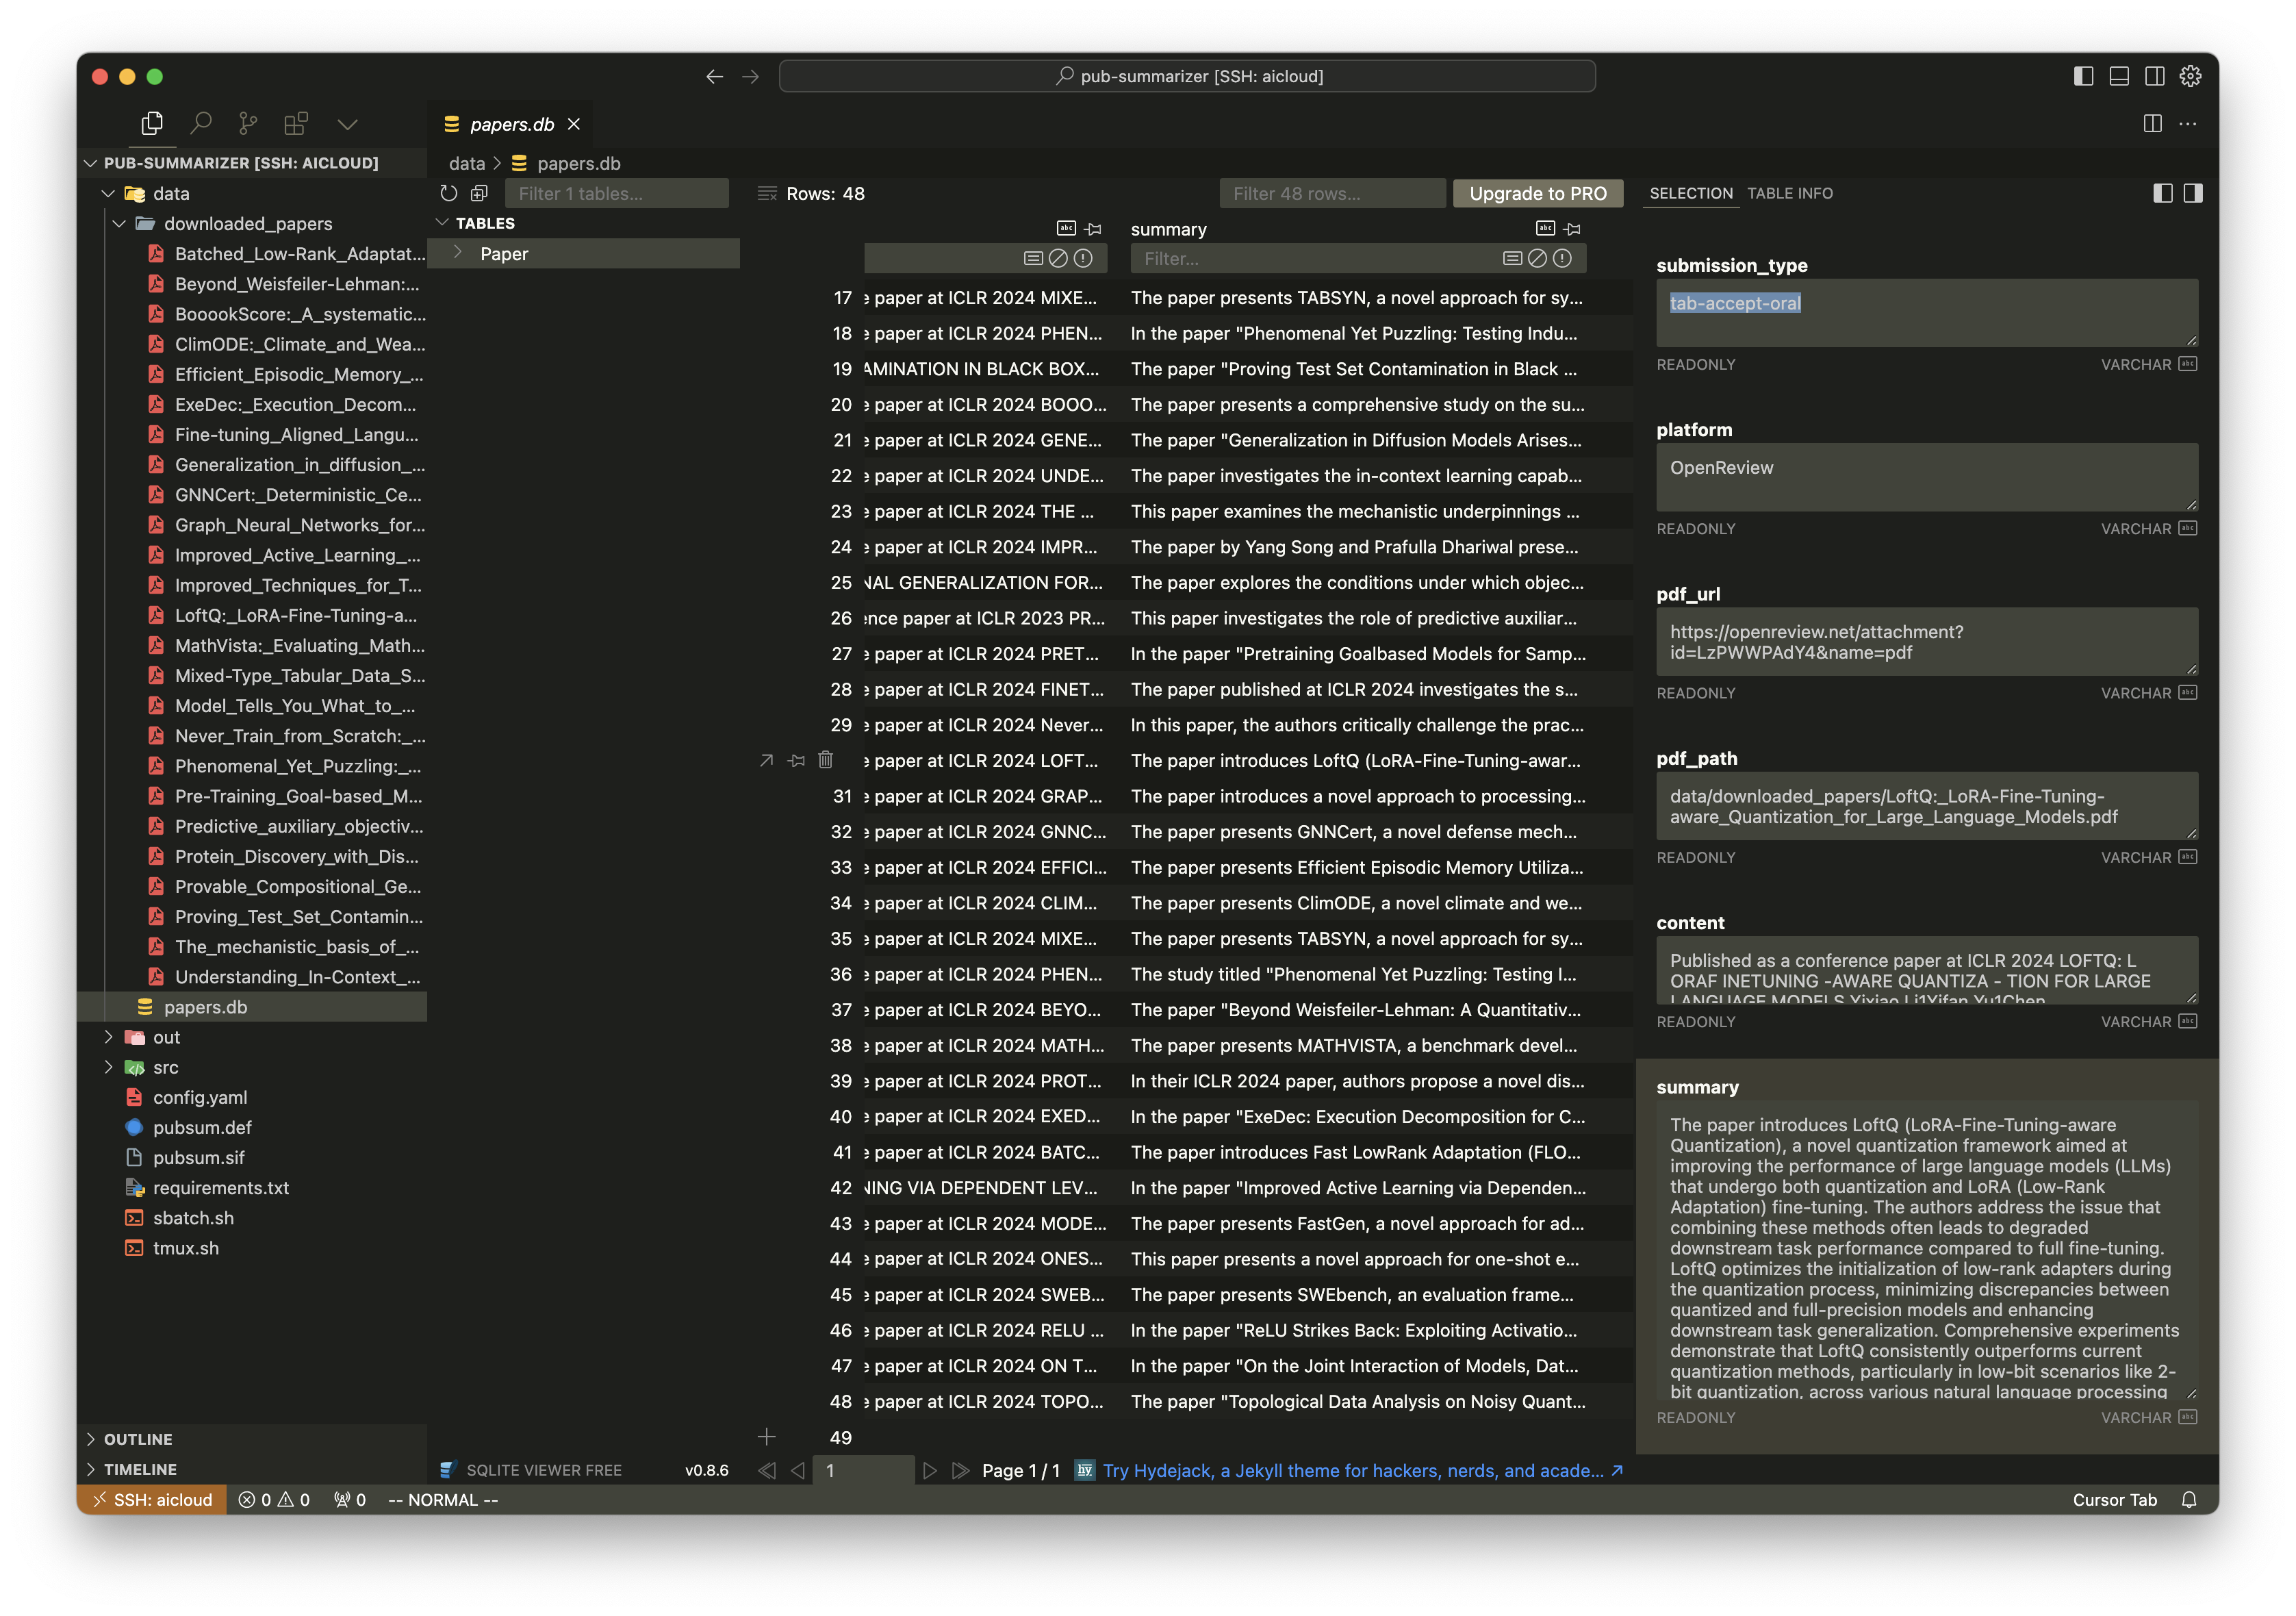 pub-summarizer [SSH: aicloud]
papers.db
PUB-SUMMARIZER [SSH: AICLOUD]
data
downloaded_papers
Batched_Low-Rank_Adaptat...
Beyond_Weisfeiler-Lehman:...
BooookScore:_A_systematic...
ClimODE:_Climate_and_Wea...
Efficient_Episodic_Memory_...
ExeDec:_Execution_Decom...
Fine-tuning_Aligned_Langu...
Generalization_in_diffusion_...
GNNCert:_Deterministic_Ce...
Graph_Neural_Networks_for...
Improved_Active_Learning_...
Improved_Techniques_for_T...
LoftQ:_LoRA-Fine-Tuning-a...
MathVista:_Evaluating_Math...
Mixed-Type_Tabular_Data_S...
Model_Tells_You_What_to_...
Never_Train_from_Scratch:_...
Phenomenal_Yet_Puzzling:_...
Pre-Training_Goal-based_M...
Predictive_auxiliary_objectiv...
Protein_Discovery_with_Dis...
Provable_Compositional_Ge...
Proving_Test_Set_Contamin...
The_mechanistic_basis_of_...
Understanding_In-Context_...
papers.db
out
src
config.yaml
pubsum.def
pubsum.sif
requirements.txt
sbatch.sh
tmux.sh
OUTLINE
TIMELINE
data > papers.db
Filter 1 tables...
TABLES
Paper
SQLITE VIEWER FREE v0.8.6
Rows: 48
Filter 48 rows...
Upgrade to PRO
summary
Filter...
17 e paper at ICLR 2024 MIXE... The paper presents TABSYN, a novel approach for sy...
18 e paper at ICLR 2024 PHEN... In the paper "Phenomenal Yet Puzzling: Testing Indu...
19 AMINATION IN BLACK BOX... The paper "Proving Test Set Contamination in Black ...
20 e paper at ICLR 2024 BOOO... The paper presents a comprehensive study on the su...
21 e paper at ICLR 2024 GENE... The paper "Generalization in Diffusion Models Arises...
22 e paper at ICLR 2024 UNDE... The paper investigates the in-context learning capab...
23 e paper at ICLR 2024 THE ... This paper examines the mechanistic underpinnings ...
24 e paper at ICLR 2024 IMPR... The paper by Yang Song and Prafulla Dhariwal prese...
25 NAL GENERALIZATION FOR... The paper explores the conditions under which objec...
26 ence paper at ICLR 2023 PR... This paper investigates the role of predictive auxiliar...
27 e paper at ICLR 2024 PRET... In the paper "Pretraining Goalbased Models for Samp...
28 e paper at ICLR 2024 FINET... The paper published at ICLR 2024 investigates the s...
29 e paper at ICLR 2024 Never... In this paper, the authors critically challenge the prac...
e paper at ICLR 2024 LOFT... The paper introduces LoftQ (LoRA-Fine-Tuning-awar...
31 e paper at ICLR 2024 GRAP... The paper introduces a novel approach to processing...
32 e paper at ICLR 2024 GNNC... The paper presents GNNCert, a novel defense mech...
33 e paper at ICLR 2024 EFFICI... The paper presents Efficient Episodic Memory Utiliza...
34 e paper at ICLR 2024 CLIM... The paper presents ClimODE, a novel climate and we...
35 e paper at ICLR 2024 MIXE... The paper presents TABSYN, a novel approach for sy...
36 e paper at ICLR 2024 PHEN... The study titled "Phenomenal Yet Puzzling: Testing I...
37 e paper at ICLR 2024 BEYO... The paper "Beyond Weisfeiler-Lehman: A Quantitativ...
38 e paper at ICLR 2024 MATH... The paper presents MATHVISTA, a benchmark devel...
39 e paper at ICLR 2024 PROT... In their ICLR 2024 paper, authors propose a novel dis...
40 e paper at ICLR 2024 EXED... In the paper "ExeDec: Execution Decomposition for C...
41 e paper at ICLR 2024 BATC... The paper introduces Fast LowRank Adaptation (FLO...
42 NING VIA DEPENDENT LEV... In the paper "Improved Active Learning via Dependen...
43 e paper at ICLR 2024 MODE... The paper presents FastGen, a novel approach for ad...
44 e paper at ICLR 2024 ONES... This paper presents a novel approach for one-shot e...
45 e paper at ICLR 2024 SWEB... The paper presents SWEbench, an evaluation frame...
46 e paper at ICLR 2024 RELU ... In the paper "ReLU Strikes Back: Exploiting Activatio...
47 e paper at ICLR 2024 ON T... In the paper "On the Joint Interaction of Models, Dat...
48 e paper at ICLR 2024 TOPO... The paper "Topological Data Analysis on Noisy Quant...
49
1 Page 1 / 1 hy Try Hydejack, a Jekyll theme for hackers, nerds, and acade...
SELECTION TABLE INFO
submission_type
tab-accept-oral
READONLY VARCHAR abc
platform
OpenReview
READONLY VARCHAR abc
pdf_url
https://openreview.net/attachment?
id=LzPWWPAdY4&name=pdf
READONLY VARCHAR abc
pdf_path
data/downloaded_papers/LoftQ:_LoRA-Fine-Tuning-
aware_Quantization_for_Large_Language_Models.pdf
READONLY VARCHAR abc
content
Published as a conference paper at ICLR 2024 LOFTQ: L
ORAF INETUNING -AWARE QUANTIZA - TION FOR LARGE
LANGUAGE MODELS Yixiao Li1Yifan Yu1Chen
READONLY VARCHAR abc
summary
The paper introduces LoftQ (LoRA-Fine-Tuning-aware
Quantization), a novel quantization framework aimed at
improving the performance of large language models (LLMs)
that undergo both quantization and LoRA (Low-Rank
Adaptation) fine-tuning. The authors address the issue that
combining these methods often leads to degraded
downstream task performance compared to full fine-tuning.
LoftQ optimizes the initialization of low-rank adapters during
the quantization process, minimizing discrepancies between
quantized and full-precision models and enhancing
downstream task generalization. Comprehensive experiments
demonstrate that LoftQ consistently outperforms current
quantization methods, particularly in low-bit scenarios like 2-
bit quantization, across various natural language processing
READONLY VARCHAR abc
SSH: aicloud 0 0 0 -- NORMAL -- Cursor Tab